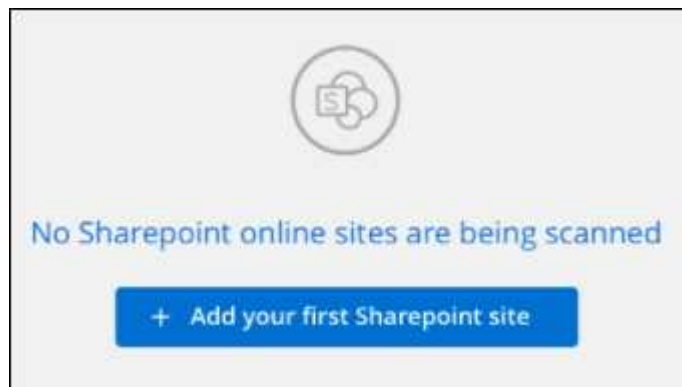 S
No Sharepoint online sites are being scanned
+ Add your first Sharepoint site